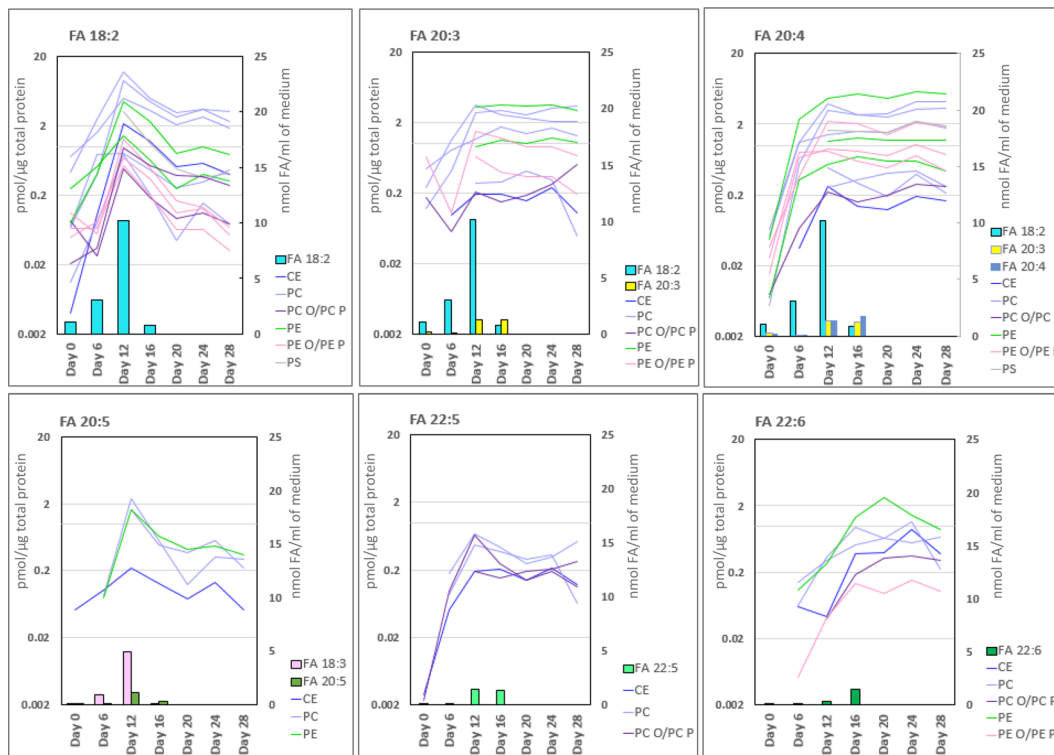 FA 18:2
pmol/µg total protein
20
2
0.2
0.02
0.002
25
20
15
10
5
0
nmol FA/ml of medium
FA 18:2
CE
PC
PC O/PC P
PE
PE O/PE P
PS
Day 0
Day 6
Day 12
Day 16
Day 20
Day 24
Day 28
FA 20:3
pmol/µg total protein
20
2
0.2
0.02
0.002
25
20
15
10
5
0
nmol FA/ml of medium
FA 18:2
FA 20:3
CE
PC
PC O/PC P
PE
PE O/PE P
Day 0
Day 6
Day 12
Day 16
Day 20
Day 24
Day 28
FA 20:4
pmol/µg total protein
20
2
0.2
0.02
0.002
25
20
15
10
5
0
nmol FA/ml of medium
FA 18:2
FA 20:3
FA 20:4
CE
PC
PC O/PC P
PE
PE O/PE P
PS
Day 0
Day 6
Day 12
Day 16
Day 20
Day 24
Day 28
FA 20:5
pmol/µg total protein
20
2
0.2
0.02
0.002
25
20
15
10
5
0
nmol FA/ml of medium
FA 18:3
FA 20:5
CE
PC
PE
Day 0
Day 6
Day 12
Day 16
Day 20
Day 24
Day 28
FA 22:5
pmol/µg total protein
20
2
0.2
0.02
0.002
25
20
15
10
5
0
nmol FA/ml of medium
FA 22:5
CE
PC
PC O/PC P
Day 0
Day 6
Day 12
Day 16
Day 20
Day 24
Day 28
FA 22:6
pmol/µg total protein
20
2
0.2
0.02
0.002
25
20
15
10
5
0
nmol FA/ml of medium
FA 22:6
CE
PC
PC O/PC P
PE
PE O/PE P
Day 0
Day 6
Day 12
Day 16
Day 20
Day 24
Day 28